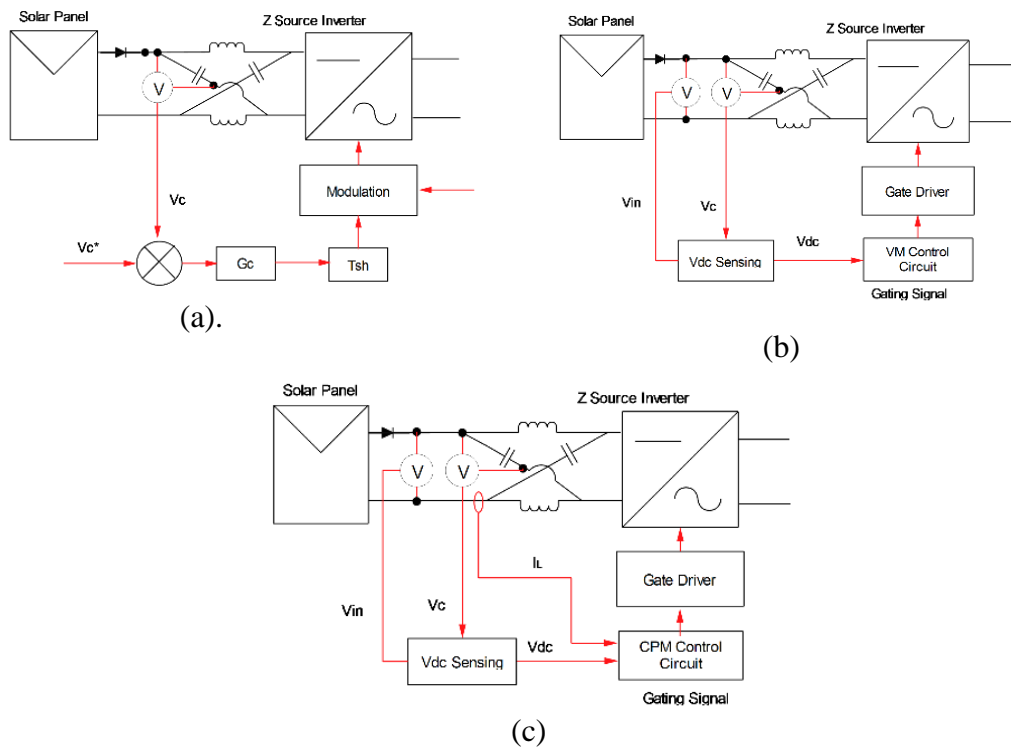 Solar Panel
Z Source Inverter
V
Vc
Modulation
Vc*
Gc
Tsh
(a).
Solar Panel
Z Source Inverter
V
V
Vin
Vc
Gate Driver
Vdc
Vdc Sensing
VM Control
Circuit
Gating Signal
(b)
Solar Panel
Z Source Inverter
V
V
IL
Gate Driver
Vin
Vc
Vdc
Vdc Sensing
CPM Control
Circuit
Gating Signal
(c)